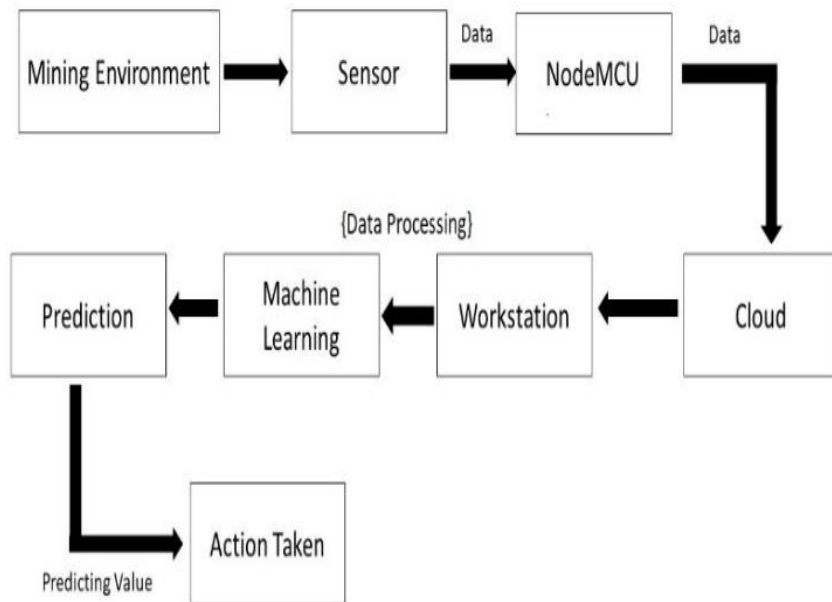 Data
Data
Mining Environment
Sensor
NodeMCU
{Data Processing}
Prediction
Machine
Learning
Workstation
Cloud
Action Taken
Predicting Value